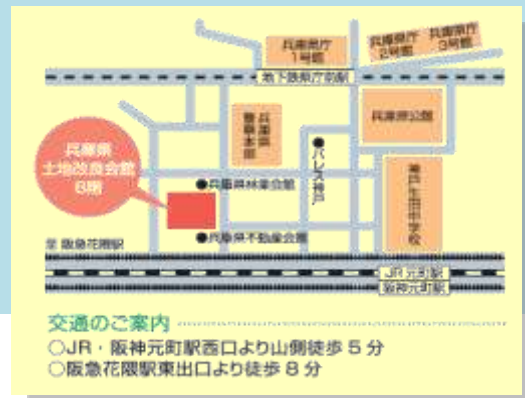 兵庫県庁
1号館
兵庫県庁
2号館
兵庫県庁
3号館
地下鉄県庁前駅
兵庫県
警察本部
兵庫県公館
兵庫県
土地改良会館
6階
●パレス神戸
●兵庫県林業会館
神戸生田中学校
●兵庫県不動産会館
至 阪急花隈駅
JR 元町駅
阪神元町駅
交通のご案内
○JR・阪神元町駅西口より山側徒歩 5 分
○阪急花隈駅東出口より徒歩 8 分